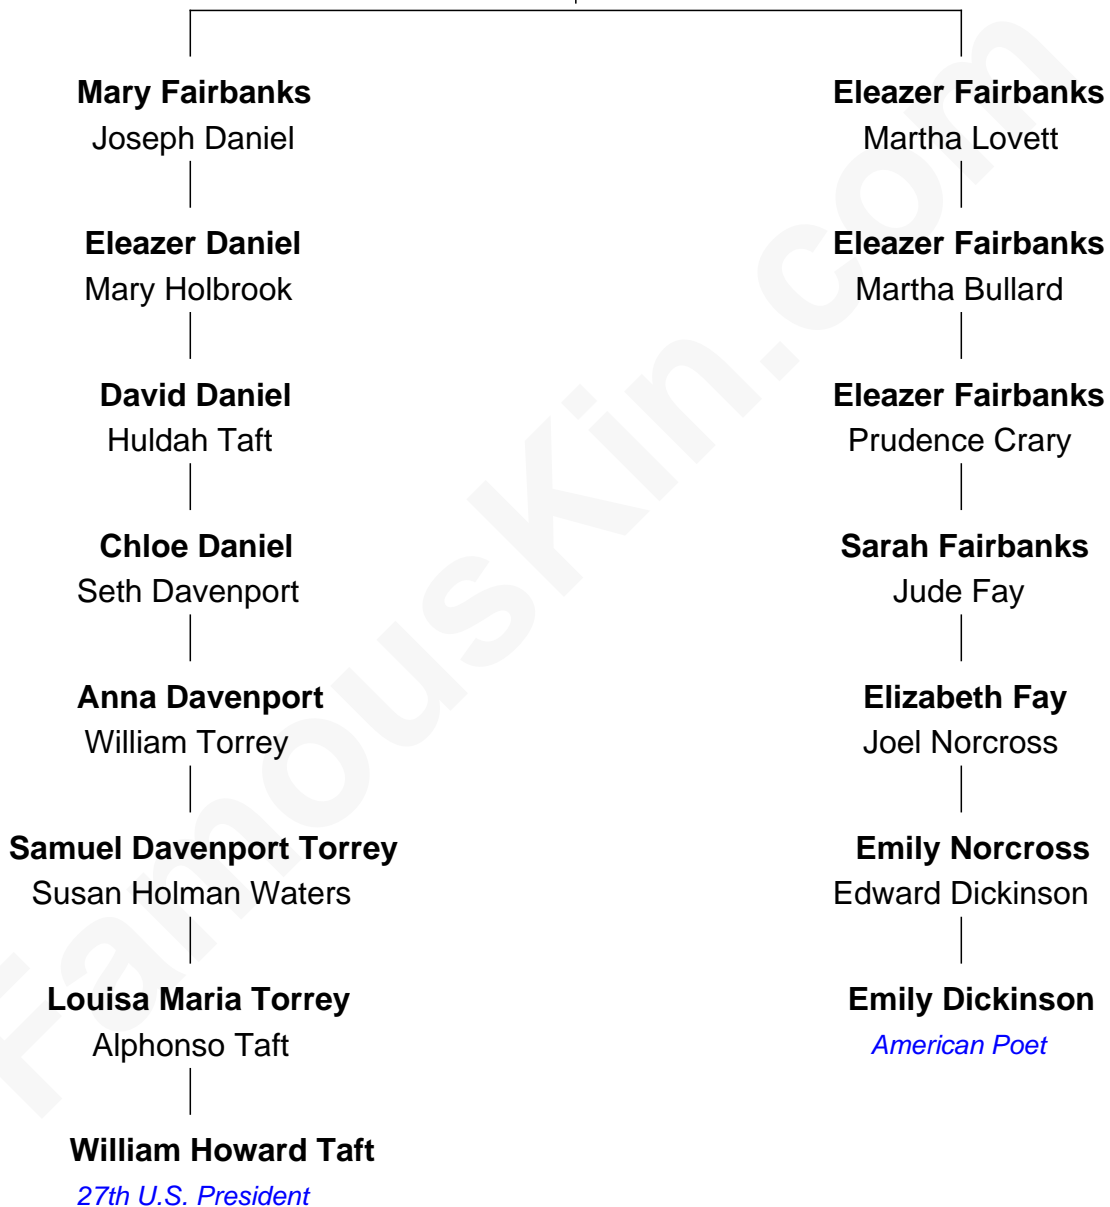 Mary Fairbanks
Joseph Daniel
Eleazer Daniel
Mary Holbrook
David Daniel
Huldah Taft
Chloe Daniel
Seth Davenport
Anna Davenport
William Torrey
Samuel Davenport Torrey
Susan Holman Waters
Louisa Maria Torrey
Alphonso Taft
William Howard Taft
27th U.S. President
Eleazer Fairbanks
Martha Lovett
Eleazer Fairbanks
Martha Bullard
Eleazer Fairbanks
Prudence Crary
Sarah Fairbanks
Jude Fay
Elizabeth Fay
Joel Norcross
Emily Norcross
Edward Dickinson
Emily Dickinson
American Poet
FamousKin.com